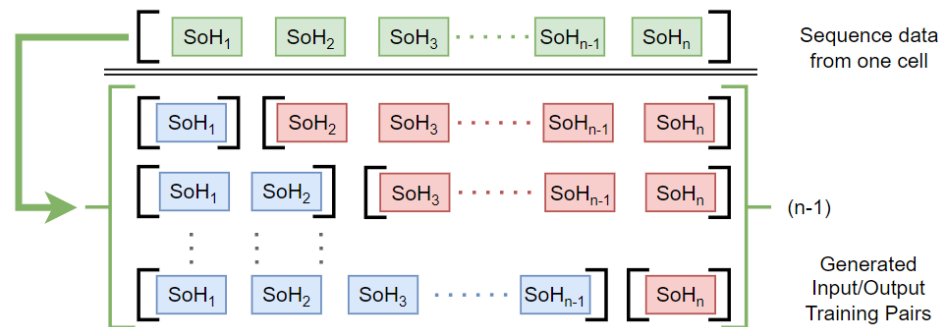 SoH₁ SoH₂ SoH₃ ...... SoHₙ₋₁ SoHₙ
Sequence data
from one cell
SoH₁ SoH₂ SoH₃ ...... SoHₙ₋₁ SoHₙ
SoH₁ SoH₂ SoH₃ ...... SoHₙ₋₁ SoHₙ
(n-1)
SoH₁ SoH₂ SoH₃ ...... SoHₙ₋₁ SoHₙ
Generated
Input/Output
Training Pairs